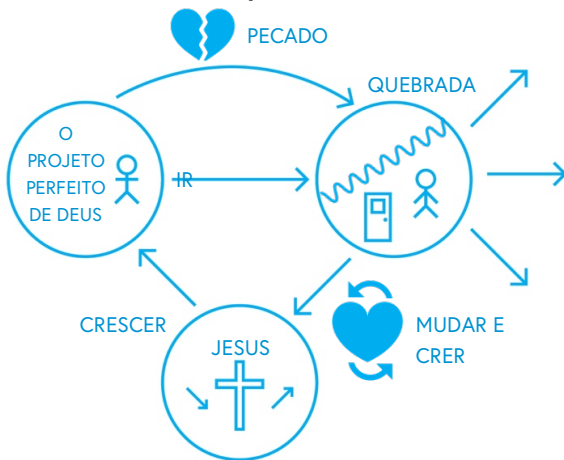 PECADO
QUEBRADA
O
PROJETO
PERFEITO
DE DEUS
IR
CRESCER
JESUS
MUDAR E
CRER